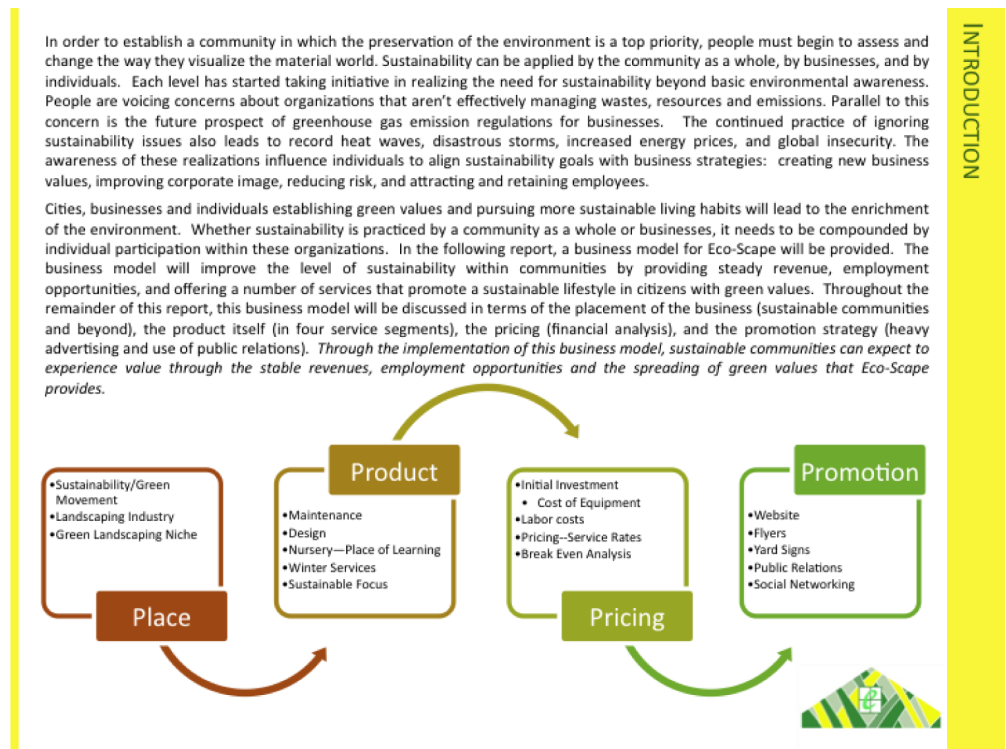 In order to establish a community in which the preservation of the environment is a top priority, people must begin to assess and
change the way they visualize the material world. Sustainability can be applied by the community as a whole, by businesses, and by
individuals. Each level has started taking initiative in realizing the need for sustainability beyond basic environmental awareness.
People are voicing concerns about organizations that aren't effectively managing wastes, resources and emissions. Parallel to this
concern is the future prospect of greenhouse gas emission regulations for businesses. The continued practice of ignoring
sustainability issues also leads to record heat waves, disastrous storms, increased energy prices, and global insecurity. The
awareness of these realizations influence individuals to align sustainability goals with business strategies: creating new business
values, improving corporate image, reducing risk, and attracting and retaining employees.
Cities, businesses and individuals establishing green values and pursuing more sustainable living habits will lead to the enrichment
of the environment. Whether sustainability is practiced by a community as a whole or businesses, it needs to be compounded by
individual participation within these organizations. In the following report, a business model for Eco-Scape will be provided. The
business model will improve the level of sustainability within communities by providing steady revenue, employment
opportunities, and offering a number of services that promote a sustainable lifestyle in citizens with green values. Throughout the
remainder of this report, this business model will be discussed in terms of the placement of the business (sustainable communities
and beyond), the product itself (in four service segments), the pricing (financial analysis), and the promotion strategy (heavy
advertising and use of public relations). Through the implementation of this business model, sustainable communities can expect to
experience value through the stable revenues, employment opportunities and the spreading of green values that Eco-Scape
provides.
INTRODUCTION
•Sustainability/Green
Movement
•Landscaping Industry
•Green Landscaping Niche
Place
Product
•Maintenance
•Design
•Nursery—Place of Learning
•Winter Services
•Sustainable Focus
•Initial Investment
• Cost of Equipment
•Labor costs
•Pricing--Service Rates
•Break Even Analysis
Pricing
Promotion
•Website
•Flyers
•Yard Signs
•Public Relations
•Social Networking